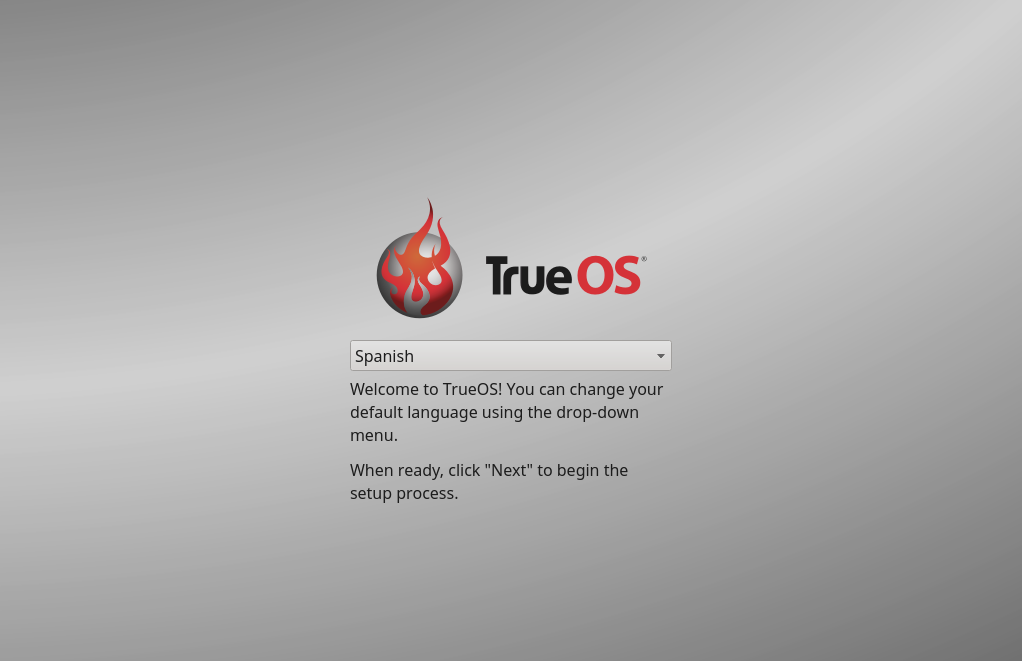 TrueOS®
Spanish
Welcome to TrueOS! You can change your
default language using the drop-down
menu.
When ready, click "Next" to begin the
setup process.